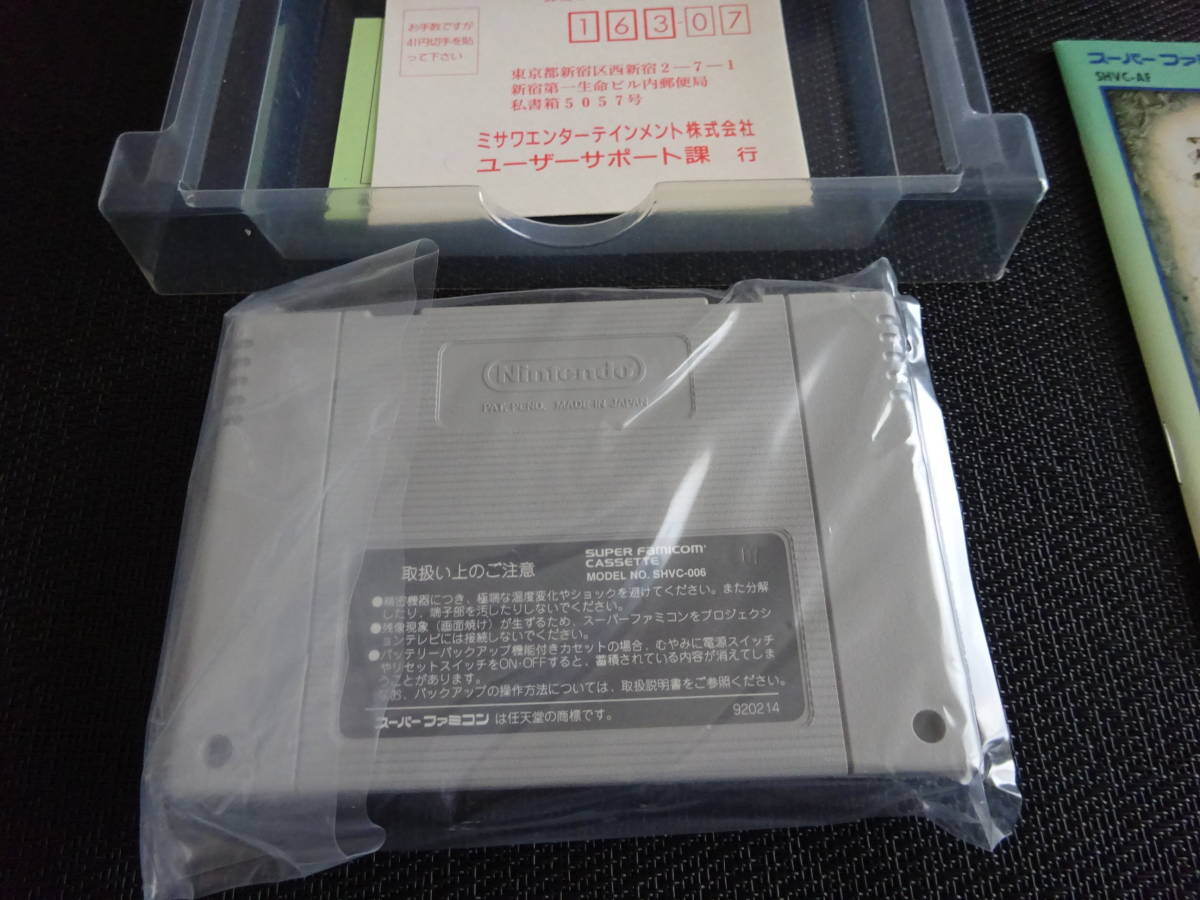 お手数ですが
41円切手を貼
って下さい
163-07
東京都新宿区西新宿2-7-1
新宿第一生命ビル内郵便局
私書箱5057号
ミサワエンターテインメント株式会社
ユーザーサポート課 行
スーパーファミ
SHVC-AF
Nintendo
PAT. PEND. MADE IN JAPAN
取扱い上のご注意
SUPER FAMICOM
CASSETTE
MODEL NO. SHVC-006
●精密機器につき、極端な温度変化やショックを避けてください。また分解
したり、端子部を汚したりしないでください。
●残像現象(画面焼け)が生ずるため、スーパーファミコンをプロジェクシ
ョンテレビには接続しないでください。
●バッテリーバックアップ機能付きカセットの場合、むやみに電源スイッチ
やリセットスイッチをON・OFFすると、蓄積されている内容が消えてしま
うことがあります。
なお、バックアップの操作方法については、取扱説明書をご参照ください。
スーパーファミコン は任天堂の商標です。
920214